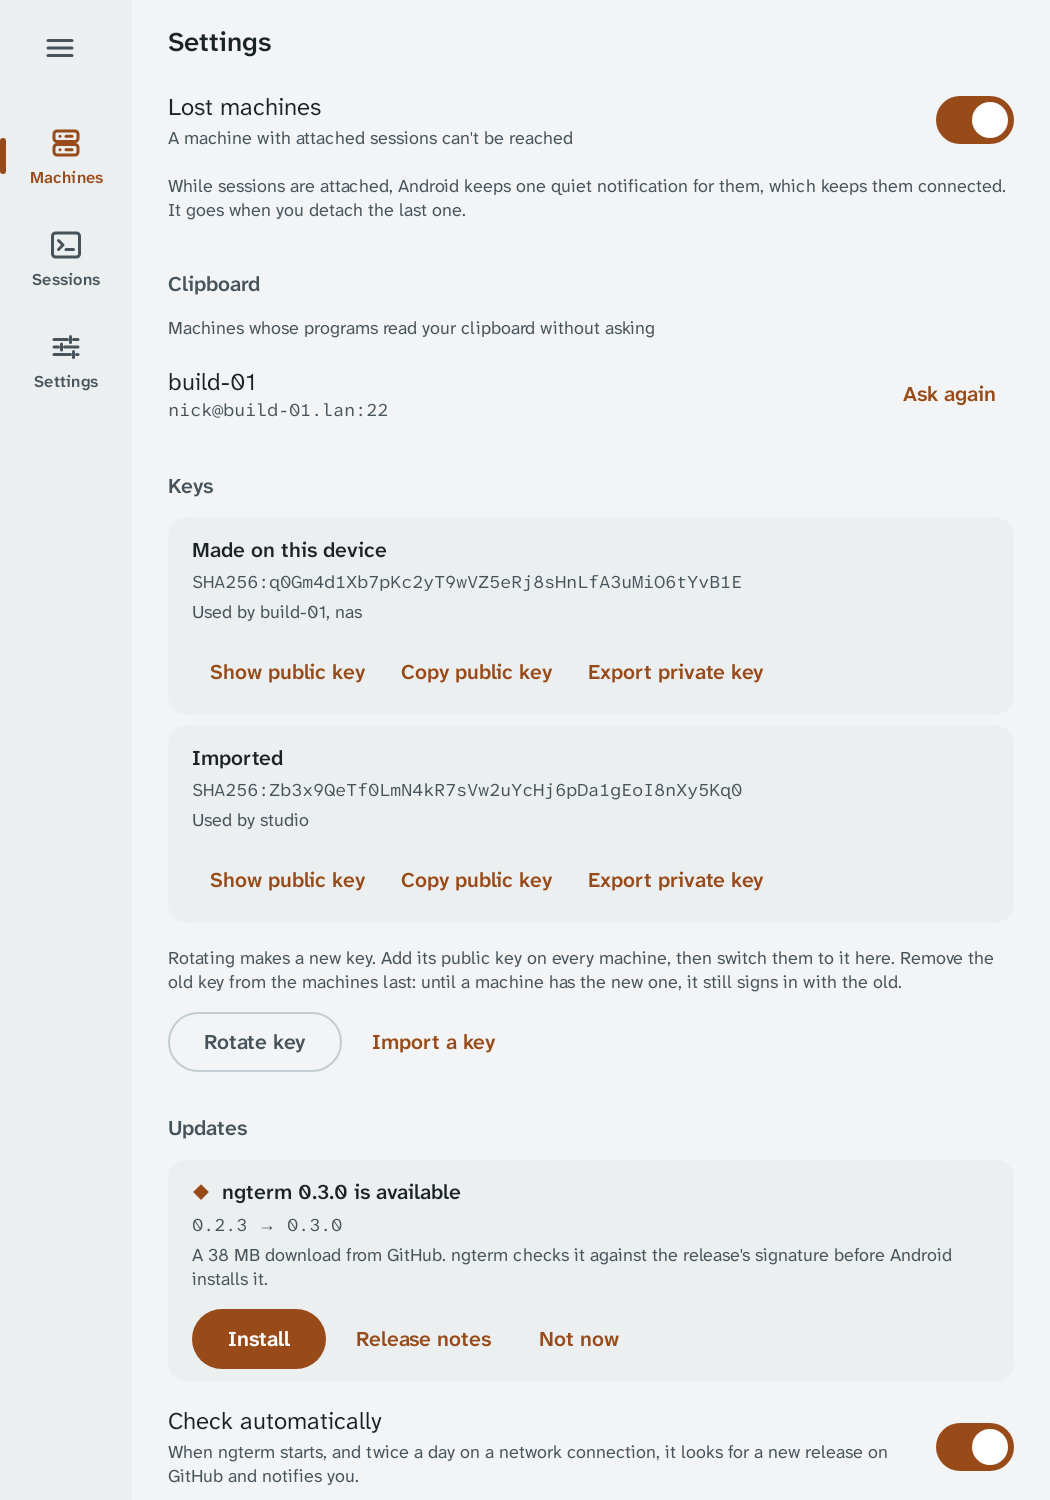 Settings
Lost machines
A machine with attached sessions can't be reached
While sessions are attached, Android keeps one quiet notification for them, which keeps them connected.
It goes when you detach the last one.
Machines
Sessions
Settings
Clipboard
Machines whose programs read your clipboard without asking
build-01
nick@build-01.lan:22
Ask again
Keys
Made on this device
SHA256:q0Gm4d1Xb7pKc2yT9wVZ5eRj8sHnLfA3uMiO6tYvB1E
Used by build-01, nas
Show public key Copy public key Export private key
Imported
SHA256:Zb3x9QeTf0LmN4kR7sVw2uYcHj6pDa1gEoI8nXy5Kq0
Used by studio
Show public key Copy public key Export private key
Rotating makes a new key. Add its public key on every machine, then switch them to it here. Remove the
old key from the machines last: until a machine has the new one, it still signs in with the old.
Rotate key Import a key
Updates
ngterm 0.3.0 is available
0.2.3 → 0.3.0
A 38 MB download from GitHub. ngterm checks it against the release's signature before Android
installs it.
Install Release notes Not now
Check automatically
When ngterm starts, and twice a day on a network connection, it looks for a new release on
GitHub and notifies you.